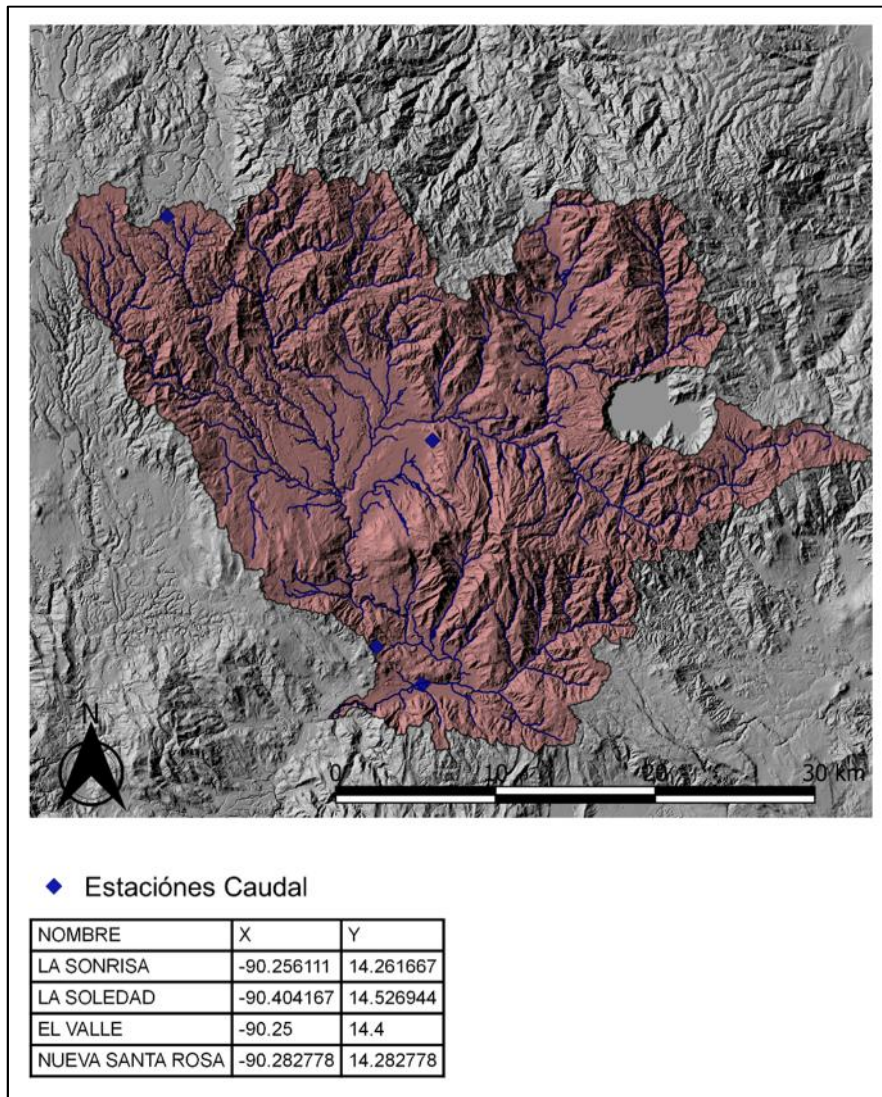 N
0 10 20 30 km
Estaciónes Caudal
NOMBRE X Y
LA SONRISA -90.256111 14.261667
LA SOLEDAD -90.404167 14.526944
EL VALLE -90.25 14.4
NUEVA SANTA ROSA -90.282778 14.282778